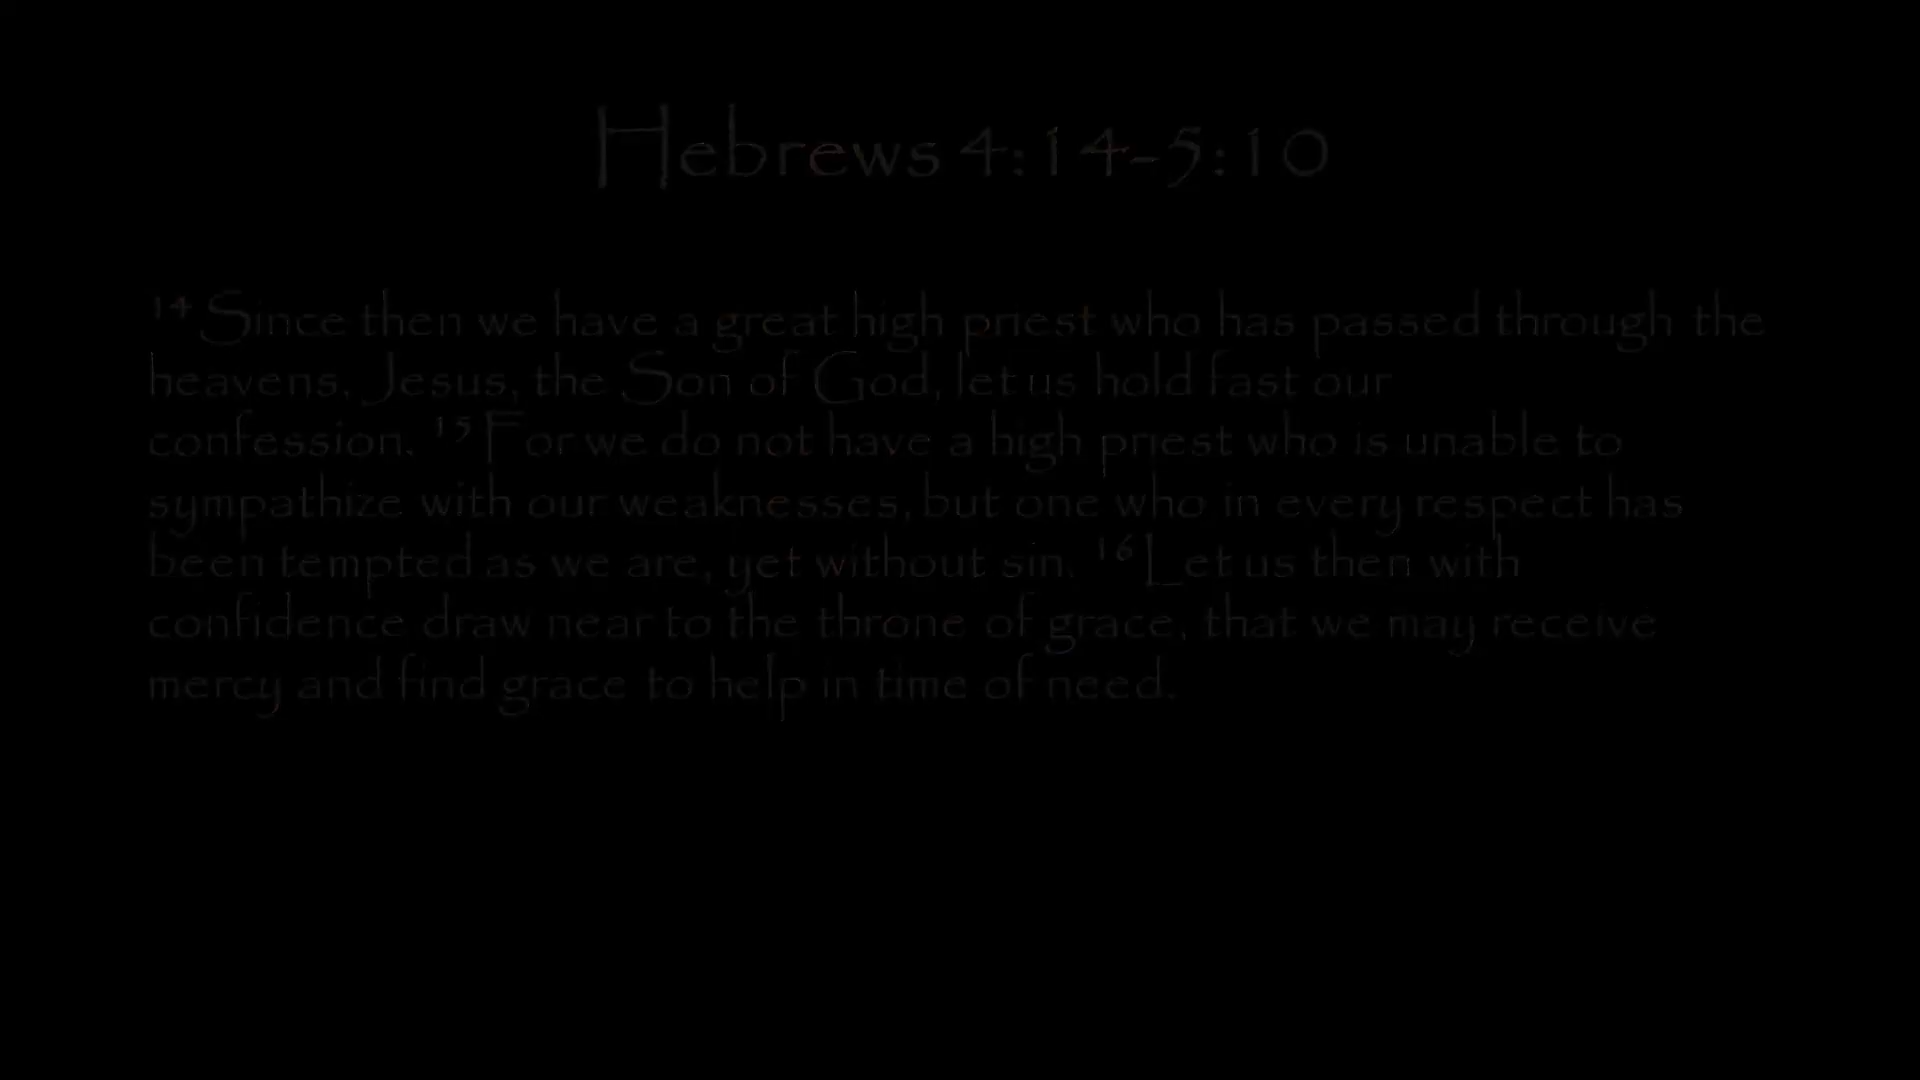 Hebrews 4:14-5:10
¹⁴ Since then we have a great high priest who has passed through the
heavens, Jesus, the Son of God, let us hold fast our
confession. ¹⁵ For we do not have a high priest who is unable to
sympathize with our weaknesses, but one who in every respect has
been tempted as we are, yet without sin. ¹⁶ Let us then with
confidence draw near to the throne of grace, that we may receive
mercy and find grace to help in time of need.